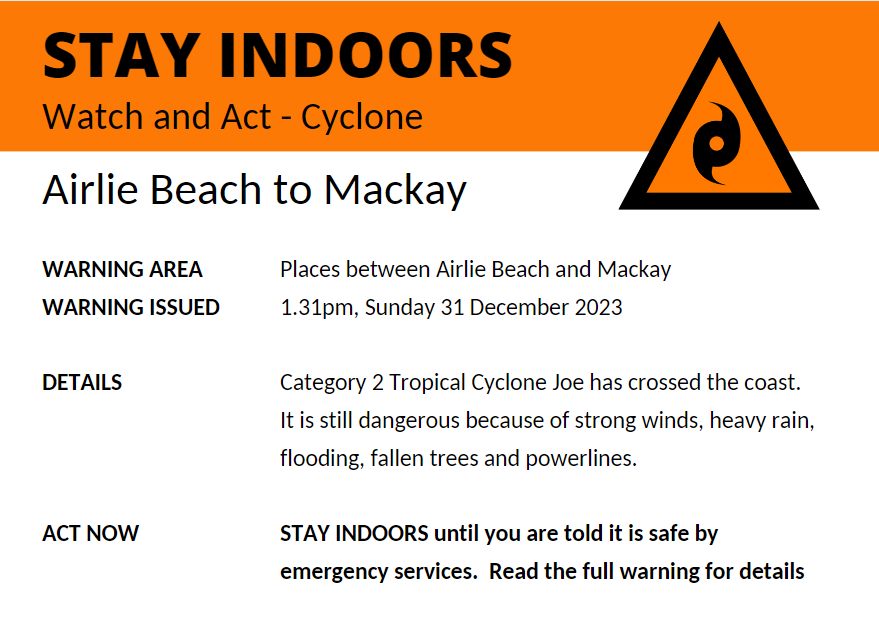 STAY INDOORS
Watch and Act - Cyclone
Airlie Beach to Mackay
WARNING AREA Places between Airlie Beach and Mackay
WARNING ISSUED 1.31pm, Sunday 31 December 2023
DETAILS Category 2 Tropical Cyclone Joe has crossed the coast.
It is still dangerous because of strong winds, heavy rain,
flooding, fallen trees and powerlines.
ACT NOW STAY INDOORS until you are told it is safe by
emergency services.  Read the full warning for details